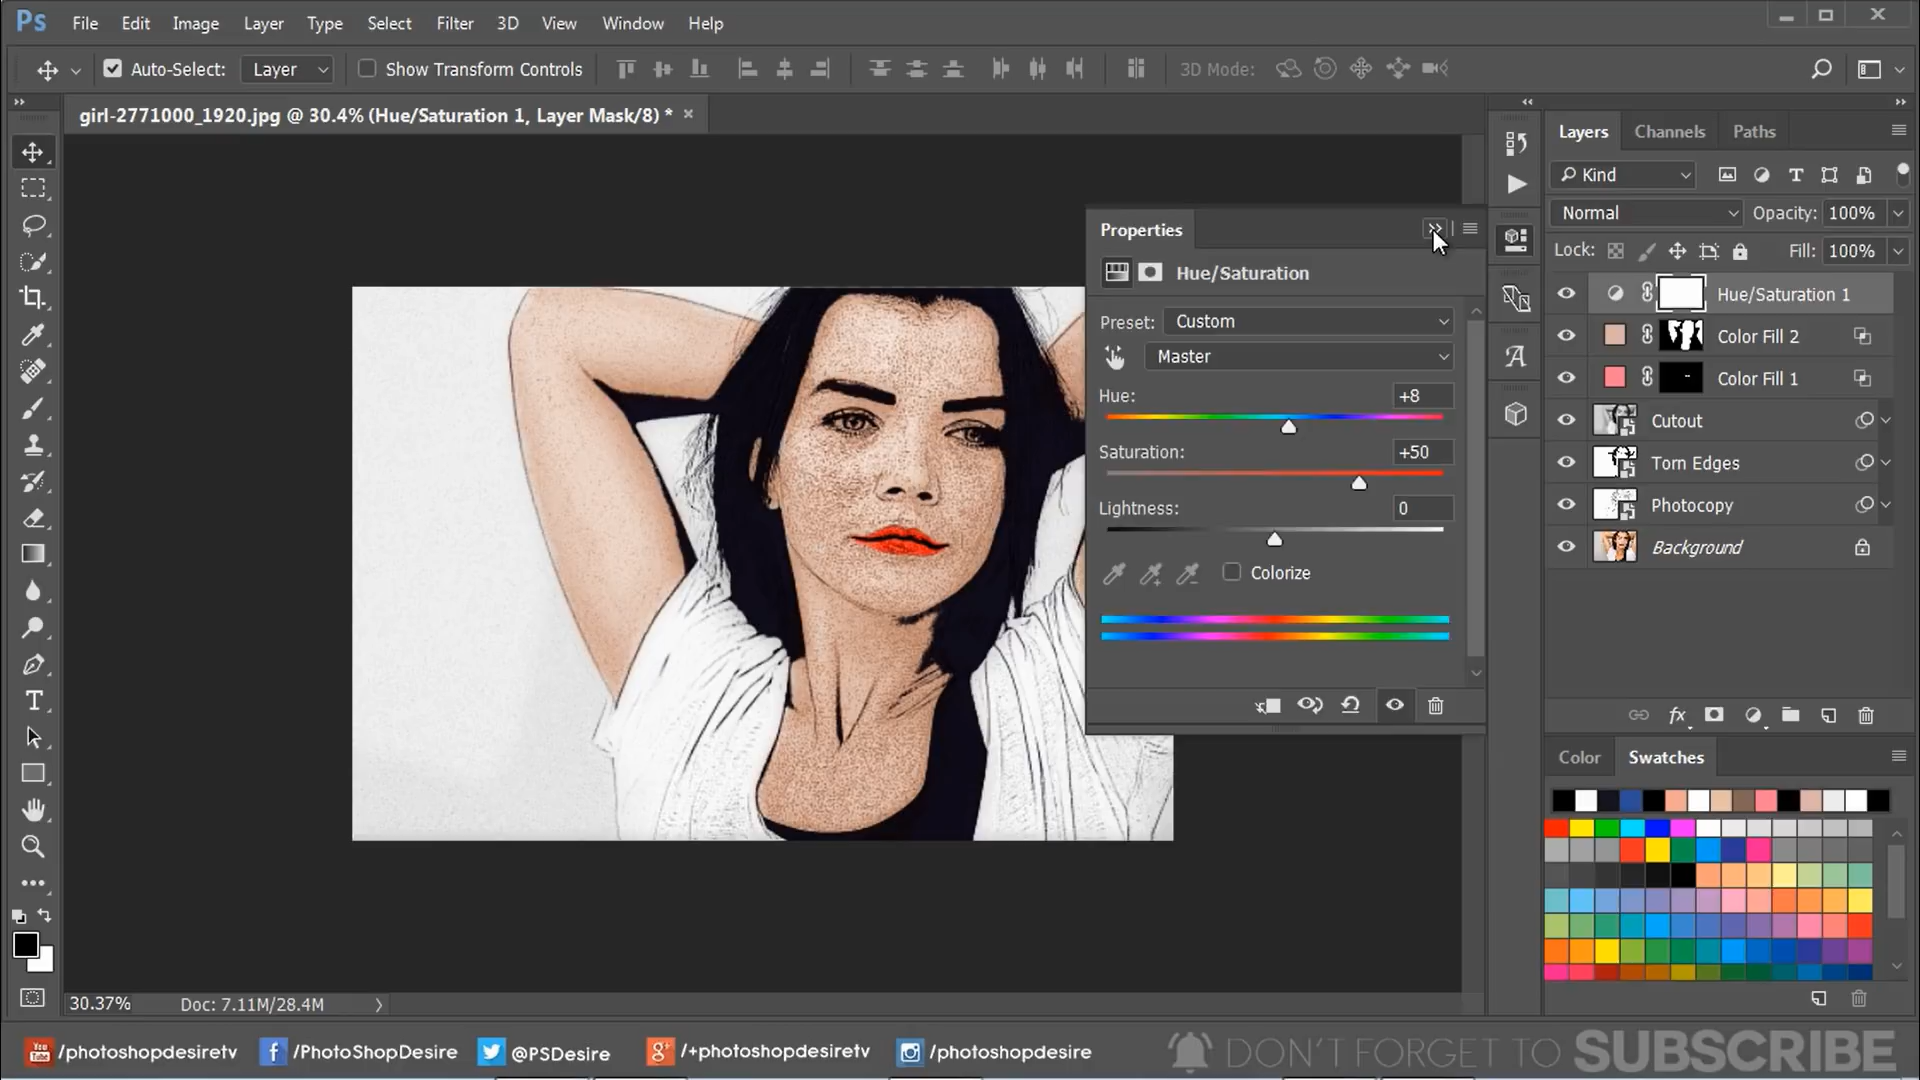 Ps File Edit Image Layer Type Select Filter 3D View Window Help
Auto-Select: Layer Show Transform Controls 3D Mode:
girl-2771000_1920.jpg @ 30.4% (Hue/Saturation 1, Layer Mask/8) *
Layers Channels Paths
Kind
Normal Opacity: 100%
Lock: Fill: 100%
Hue/Saturation 1
Color Fill 2
Color Fill 1
Cutout
Torn Edges
Photocopy
Background
Properties
Hue/Saturation
Preset: Custom
Master
Hue: +8
Saturation: +50
Lightness: 0
Colorize
fx
Color Swatches
30.37% Doc: 7.11M/28.4M
You Tube /photoshopdesiretv /PhotoShopDesire @PSDesire /+photoshopdesiretv /photoshopdesire DON'T FORGET TO SUBSCRIBE